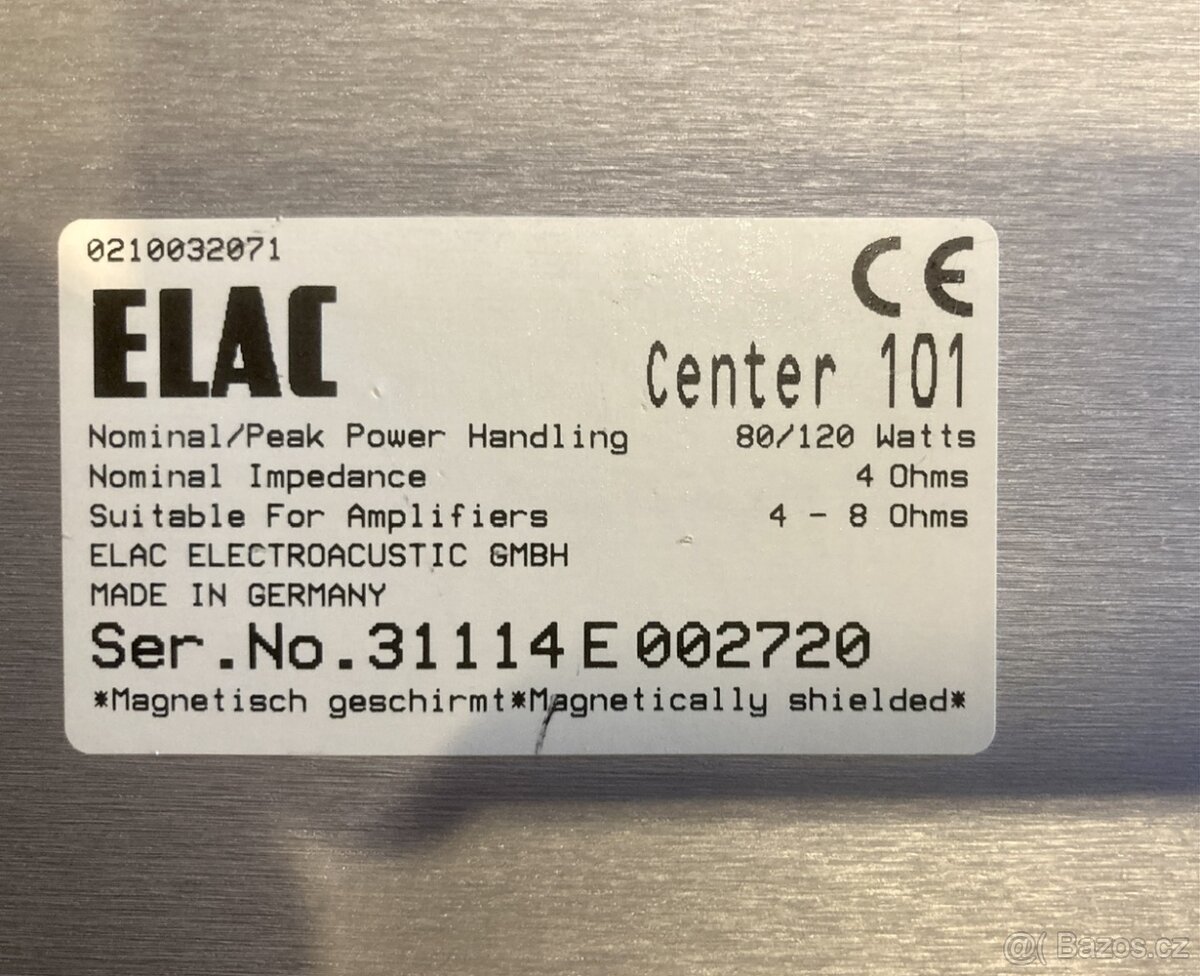 0210032071
CE
ELAC
Center 101
Nominal/Peak Power Handling 80/120 Watts
Nominal Impedance 4 Ohms
Suitable For Amplifiers 4 - 8 Ohms
ELAC ELECTROACUSTIC GMBH
MADE IN GERMANY
Ser.No.31114E002720
*Magnetisch geschirmt*Magnetically shielded*
@( Bazos.cz